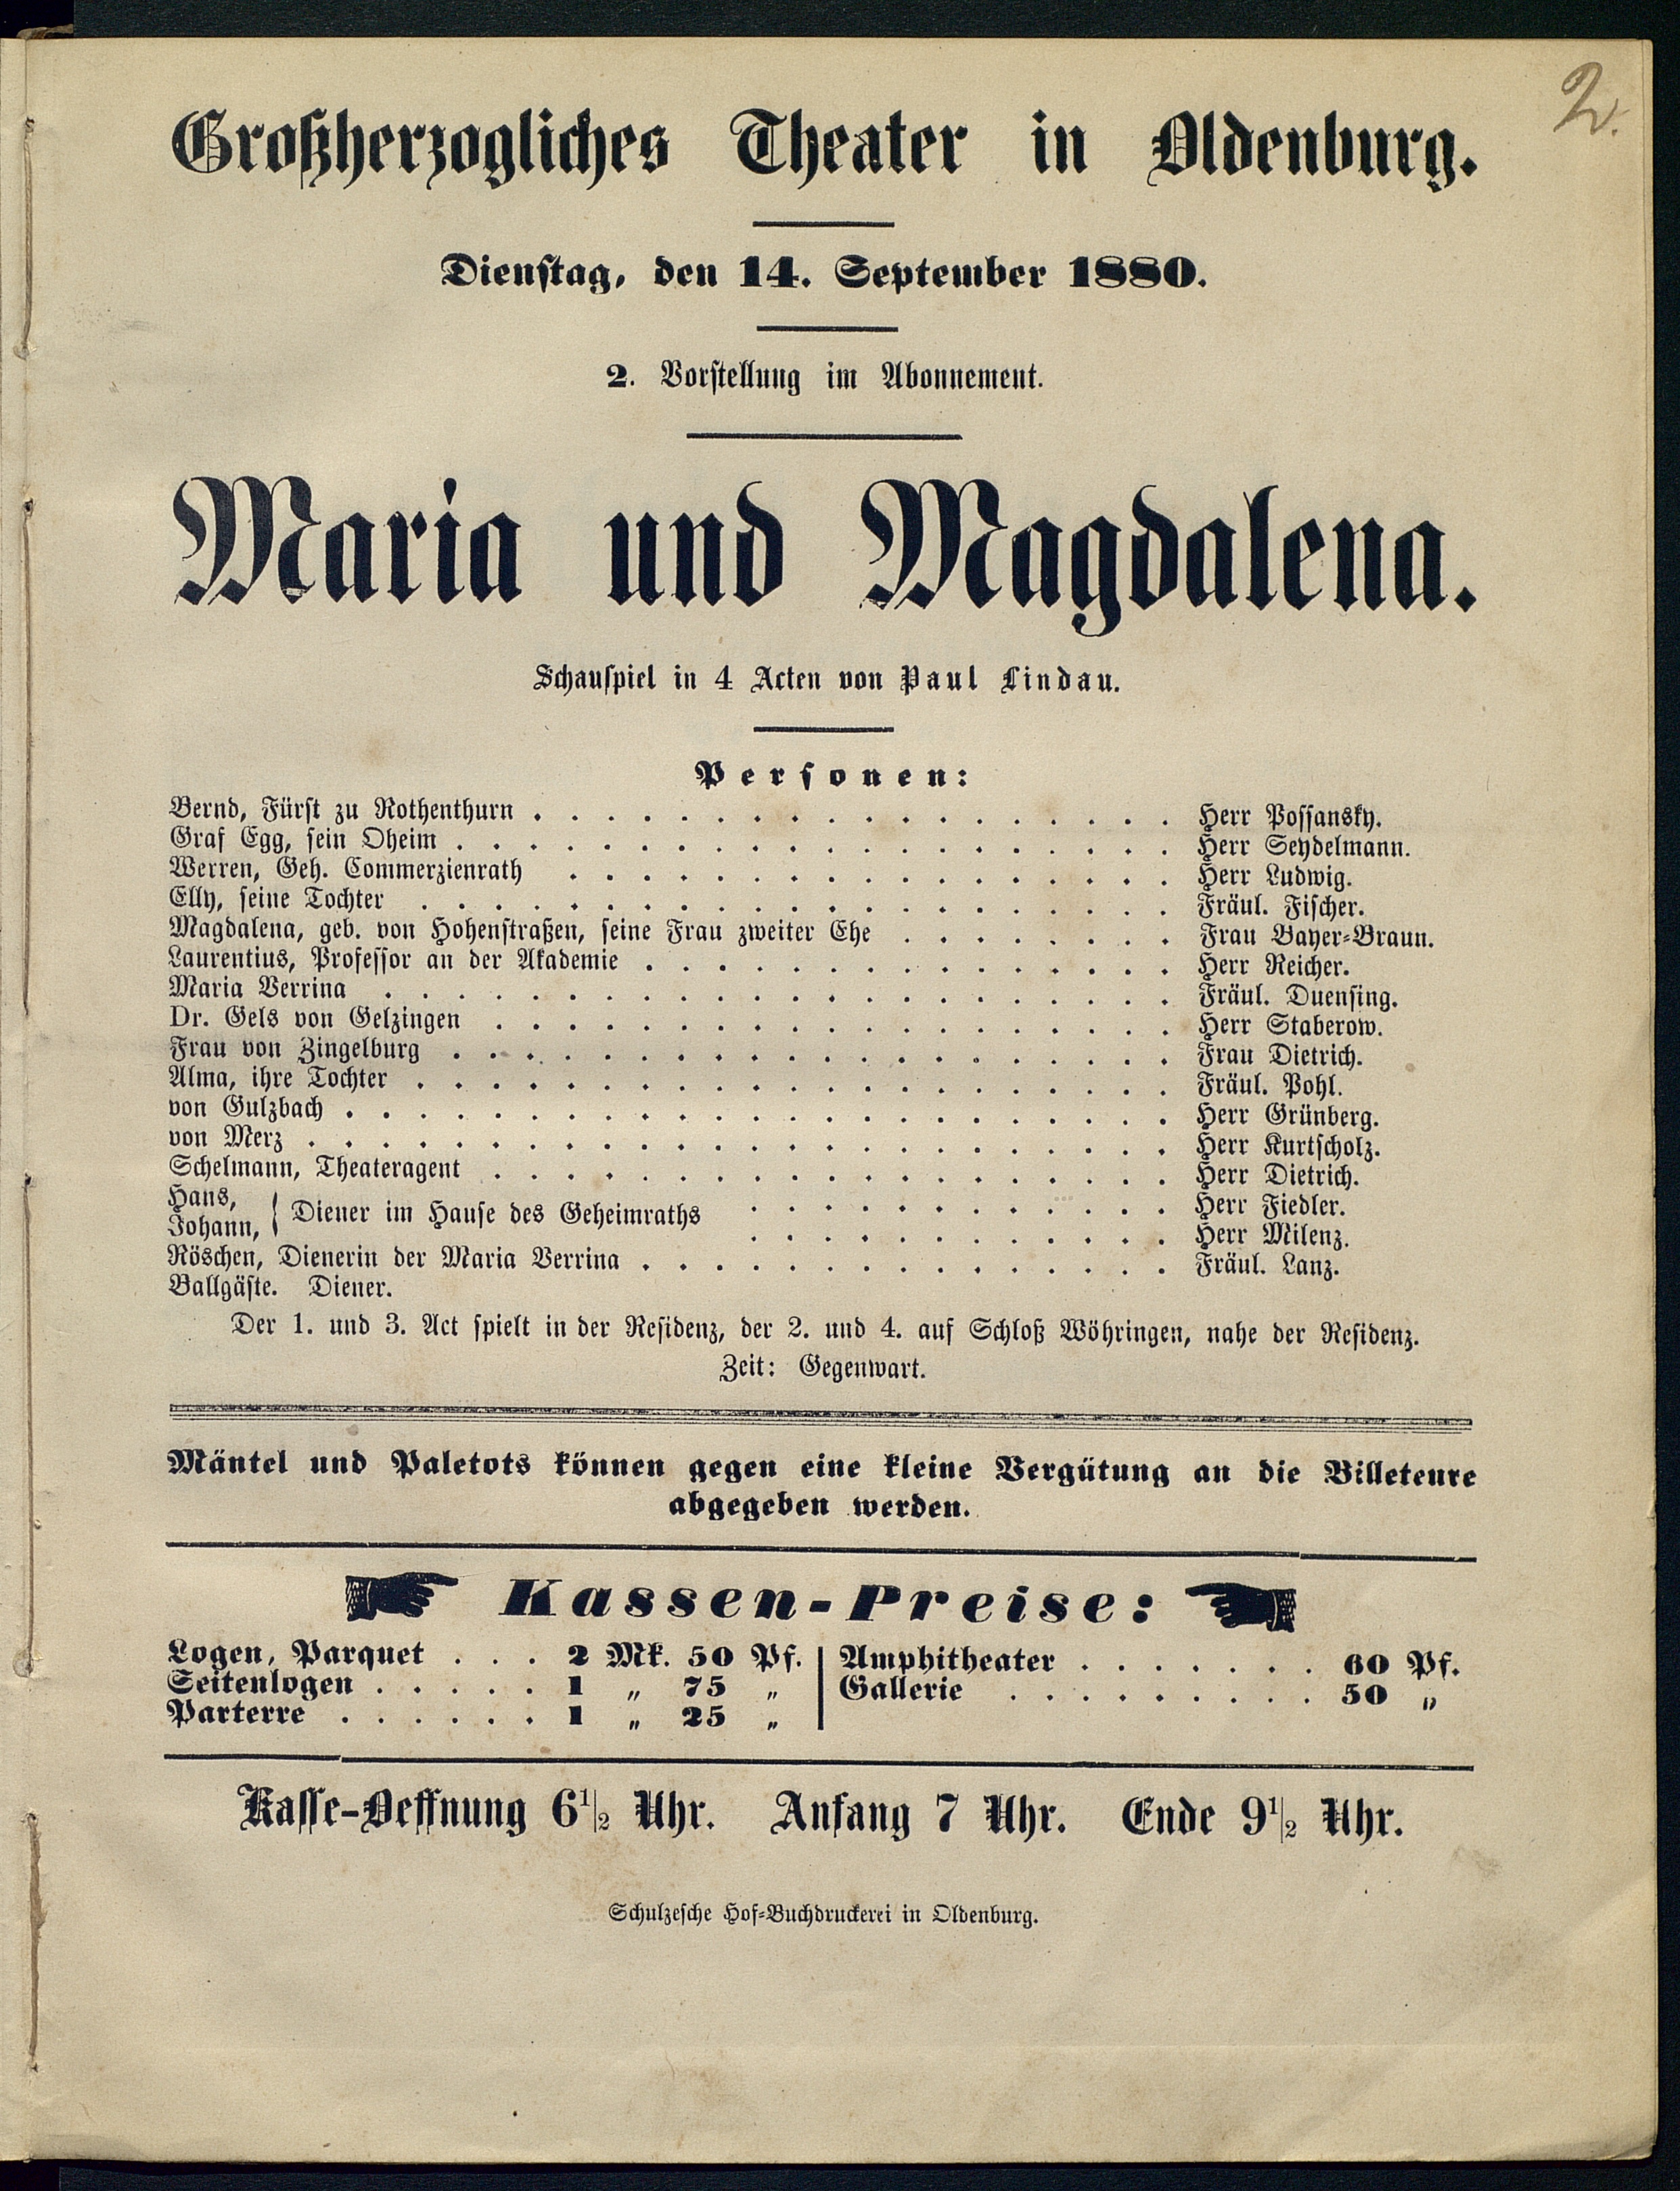 2.
Großherzogliches Theater in Oldenburg.
Dienstag, den 14. September 1880.
2. Vorstellung im Abonnement.
Maria und Magdalena.
Schauspiel in 4 Acten von Paul Lindau.
Personen:
Bernd, Fürst zu Rothenthurn . . . . . . . . . . . . . . . . . . Herr Possansky.
Graf Egg, sein Oheim . . . . . . . . . . . . . . . . . . . . Herr Seydelmann.
Werren, Geh. Commerzienrath . . . . . . . . . . . . . . . . . Herr Ludwig.
Elly, seine Tochter . . . . . . . . . . . . . . . . . . . . . Fräul. Fischer.
Magdalena, geb. von Hohenstraßen, seine Frau zweiter Ehe . . . . . . . . Frau Bayer-Braun.
Laurentius, Professor an der Akademie . . . . . . . . . . . . . . . Herr Reicher.
Maria Verrina . . . . . . . . . . . . . . . . . . . . . . Fräul. Duensing.
Dr. Gels von Gelzingen . . . . . . . . . . . . . . . . . . . Herr Staberow.
Frau von Zingelburg . . . . . . . . . . . . . . . . . . . . Frau Dietrich.
Alma, ihre Tochter . . . . . . . . . . . . . . . . . . . . . Fräul. Pohl.
von Gulzbach . . . . . . . . . . . . . . . . . . . . . . . Herr Grünberg.
von Merz . . . . . . . . . . . . . . . . . . . . . . . . Herr Kurtscholz.
Schelmann, Theateragent . . . . . . . . . . . . . . . . . . . Herr Dietrich.
Hans, } Diener im Hause des Geheimraths . . . . . . . . . . . . Herr Fiedler.
Johann, . . . . . . . . . . . . Herr Milenz.
Röschen, Dienerin der Maria Verrina . . . . . . . . . . . . . . . Fräul. Lanz.
Ballgäste. Diener.
Der 1. und 3. Act spielt in der Residenz, der 2. und 4. auf Schloß Wöhringen, nahe der Residenz.
Zeit: Gegenwart.
Mäntel und Paletots können gegen eine kleine Vergütung an die Billeteure
abgegeben werden.
Kassen-Preise:
Logen, Parquet . . . 2 Mk. 50 Pf. | Amphitheater . . . . . . . 60 Pf.
Seitenlogen . . . . . 1 „ 75 „ | Gallerie . . . . . . . . . 50 „
Parterre . . . . . . 1 „ 25 „
Kasse-Oeffnung 6 1/2 Uhr. Anfang 7 Uhr. Ende 9 1/2 Uhr.
Schulzesche Hof-Buchdruckerei in Oldenburg.